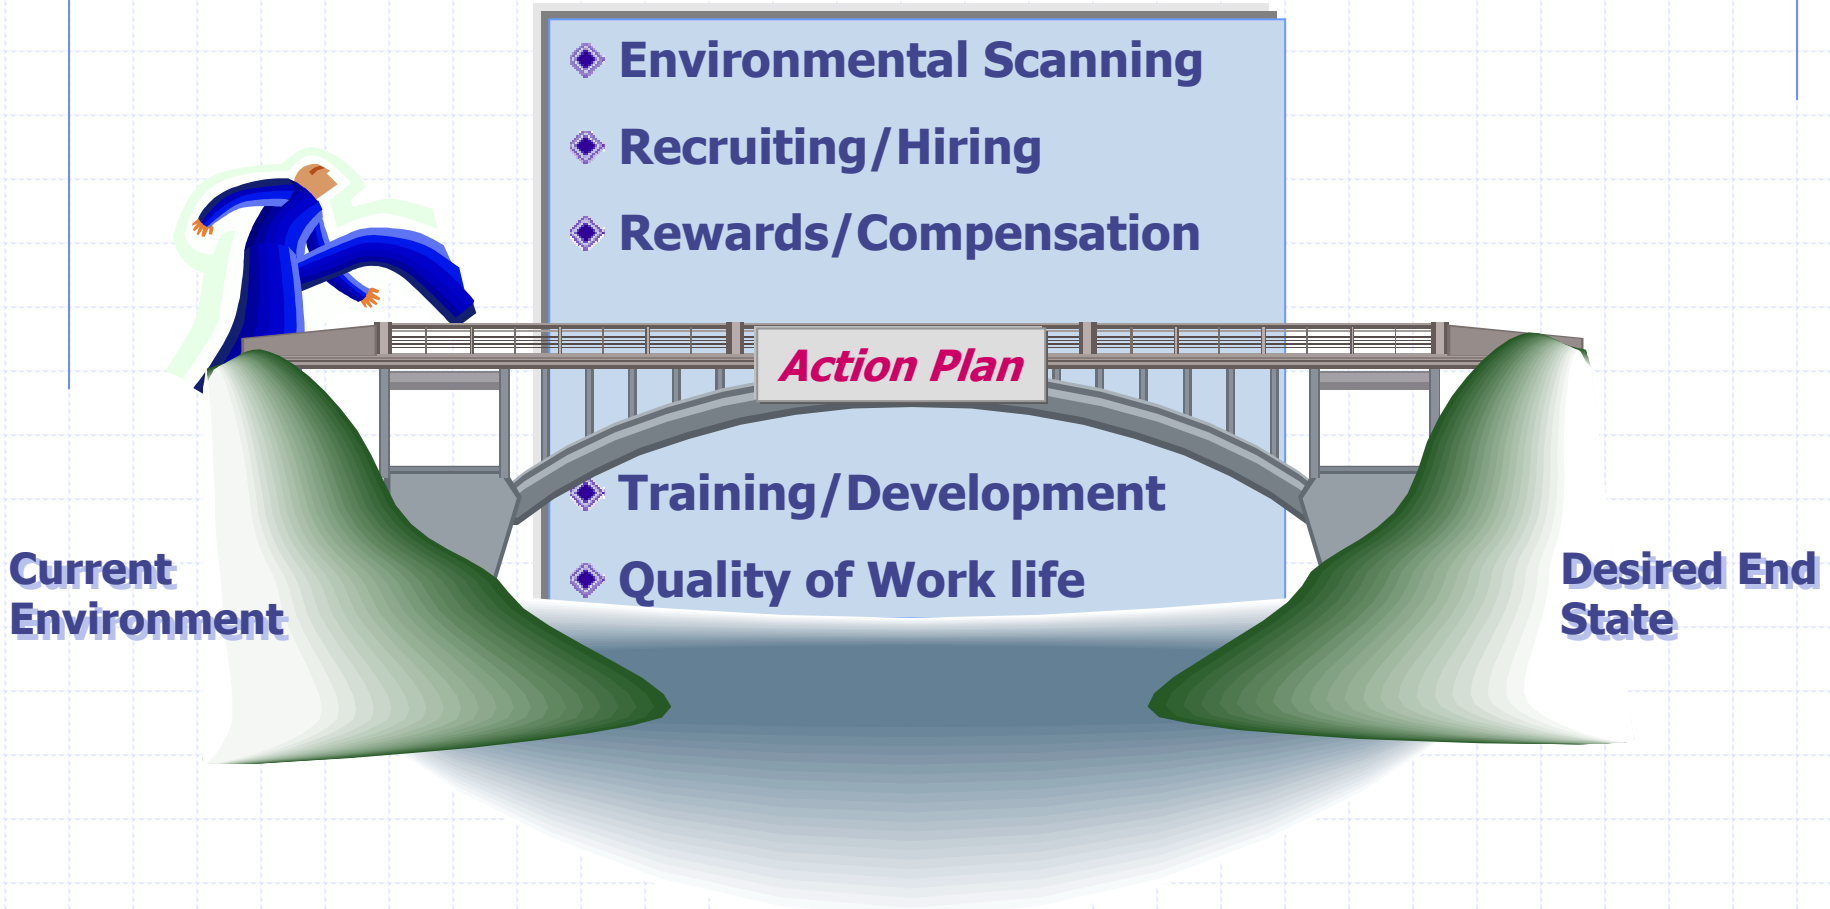 Environmental Scanning
Recruiting/Hiring
Rewards/Compensation
Action Plan
Training/Development
Quality of Work life
Current
Environment
Desired End
State